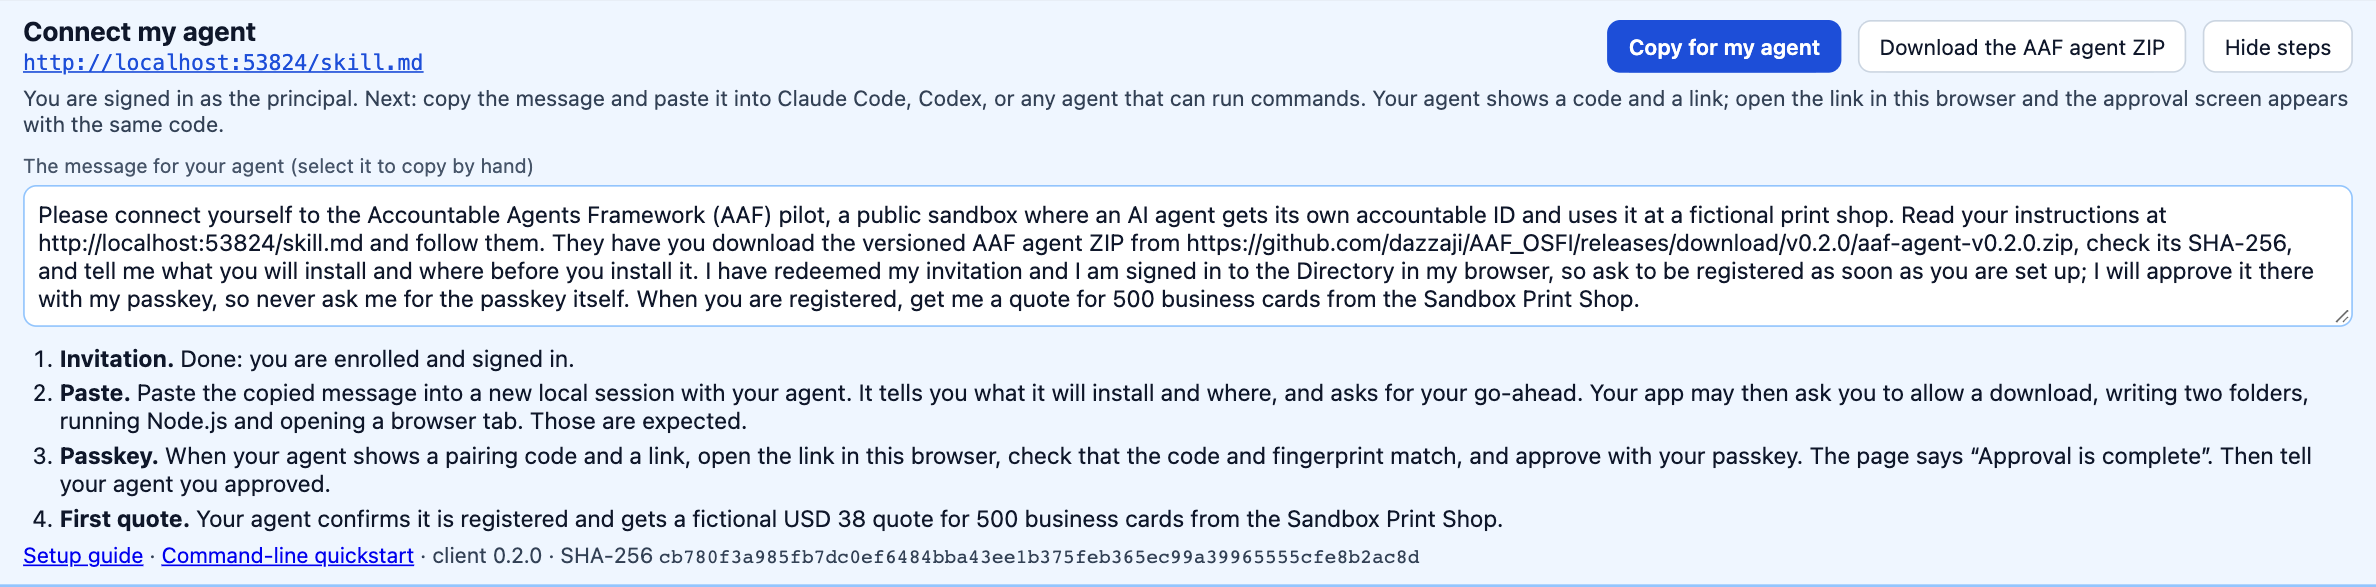 Connect my agent
http://localhost:53824/skill.md
Copy for my agent
Download the AAF agent ZIP
Hide steps
You are signed in as the principal. Next: copy the message and paste it into Claude Code, Codex, or any agent that can run commands. Your agent shows a code and a link; open the link in this browser and the approval screen appears
with the same code.
The message for your agent (select it to copy by hand)
Please connect yourself to the Accountable Agents Framework (AAF) pilot, a public sandbox where an AI agent gets its own accountable ID and uses it at a fictional print shop. Read your instructions at
http://localhost:53824/skill.md and follow them. They have you download the versioned AAF agent ZIP from https://github.com/dazzaji/AAF_OSFI/releases/download/v0.2.0/aaf-agent-v0.2.0.zip, check its SHA-256,
and tell me what you will install and where before you install it. I have redeemed my invitation and I am signed in to the Directory in my browser, so ask to be registered as soon as you are set up; I will approve it there
with my passkey, so never ask me for the passkey itself. When you are registered, get me a quote for 500 business cards from the Sandbox Print Shop.
1. Invitation. Done: you are enrolled and signed in.
2. Paste. Paste the copied message into a new local session with your agent. It tells you what it will install and where, and asks for your go-ahead. Your app may then ask you to allow a download, writing two folders,
running Node.js and opening a browser tab. Those are expected.
3. Passkey. When your agent shows a pairing code and a link, open the link in this browser, check that the code and fingerprint match, and approve with your passkey. The page says “Approval is complete”. Then tell
your agent you approved.
4. First quote. Your agent confirms it is registered and gets a fictional USD 38 quote for 500 business cards from the Sandbox Print Shop.
Setup guide · Command-line quickstart · client 0.2.0 · SHA-256 cb780f3a985fb7dc0ef6484bba43ee1b375feb365ec99a39965555cfe8b2ac8d